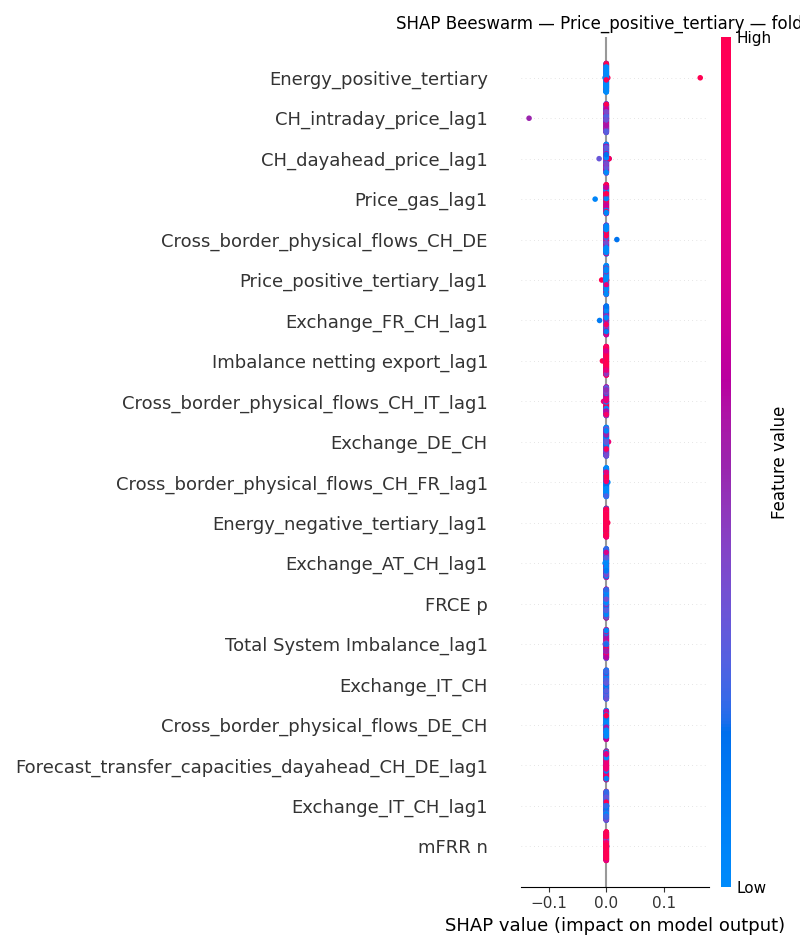 SHAP Beeswarm — Price_positive_tertiary — fold
High
Energy_positive_tertiary
CH_intraday_price_lag1
CH_dayahead_price_lag1
Price_gas_lag1
Cross_border_physical_flows_CH_DE
Price_positive_tertiary_lag1
Exchange_FR_CH_lag1
Imbalance netting export_lag1
Cross_border_physical_flows_CH_IT_lag1
Exchange_DE_CH
Cross_border_physical_flows_CH_FR_lag1
Energy_negative_tertiary_lag1
Exchange_AT_CH_lag1
FRCE p
Total System Imbalance_lag1
Exchange_IT_CH
Cross_border_physical_flows_DE_CH
Forecast_transfer_capacities_dayahead_CH_DE_lag1
Exchange_IT_CH_lag1
mFRR n
Feature value
Low
−0.1 0.0 0.1
SHAP value (impact on model output)